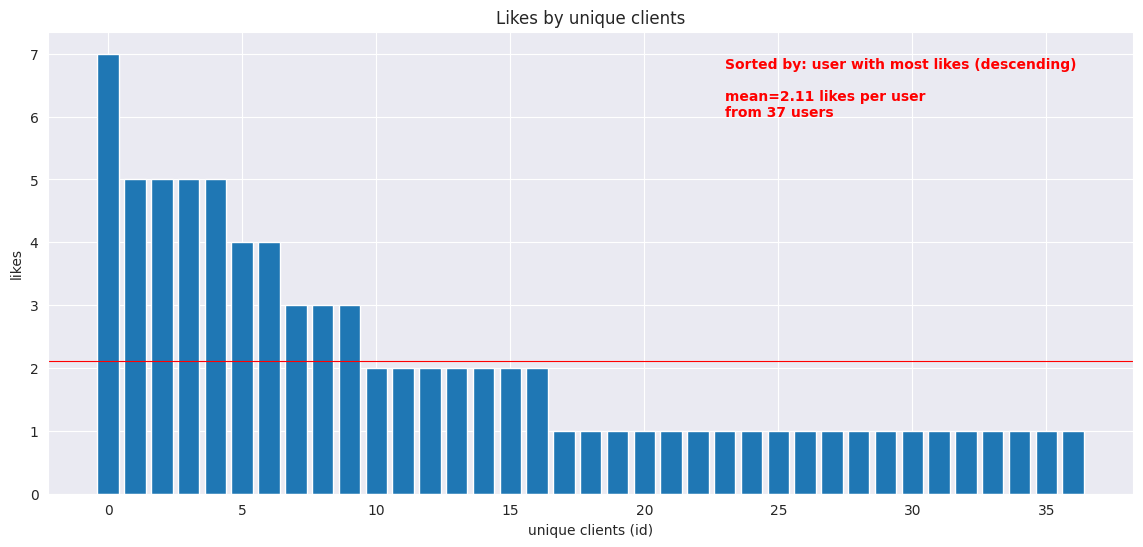 Likes by unique clients
Sorted by: user with most likes (descending)
mean=2.11 likes per user
from 37 users
likes
7
6
5
4
3
2
1
0
0 5 10 15 20 25 30 35
unique clients (id)